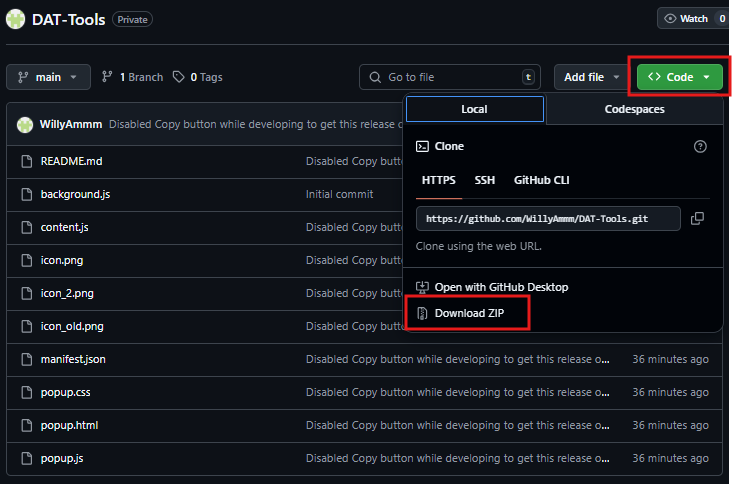 DAT-Tools Private Watch 0
main 1 Branch 0 Tags Go to file t Add file Code
Local Codespaces
WillyAmmm Disabled Copy button while developing to get this release o
Clone
README.md Disabled Copy butto
HTTPS SSH GitHub CLI
background.js Initial commit
https://github.com/WillyAmmm/DAT-Tools.git
content.js Disabled Copy butto
Clone using the web URL.
icon.png Disabled Copy butto
icon_2.png Disabled Copy butto
Open with GitHub Desktop
Download ZIP
icon_old.png Disabled Copy butto
manifest.json Disabled Copy button while developing to get this release o... 36 minutes ago
popup.css Disabled Copy button while developing to get this release o... 36 minutes ago
popup.html Disabled Copy button while developing to get this release o... 36 minutes ago
popup.js Disabled Copy button while developing to get this release o... 36 minutes ago